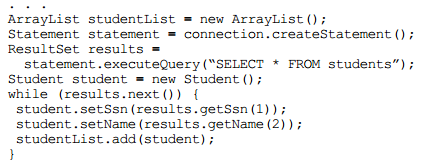 . . .
ArrayList studentList = new ArrayList();
Statement statement = connection.createStatement();
ResultSet results =
  statement.executeQuery(“SELECT * FROM students”);
Student student = new Student();
while (results.next()) {
 student.setSsn(results.getSsn(1));
 student.setName(results.getName(2));
 studentList.add(student);
}